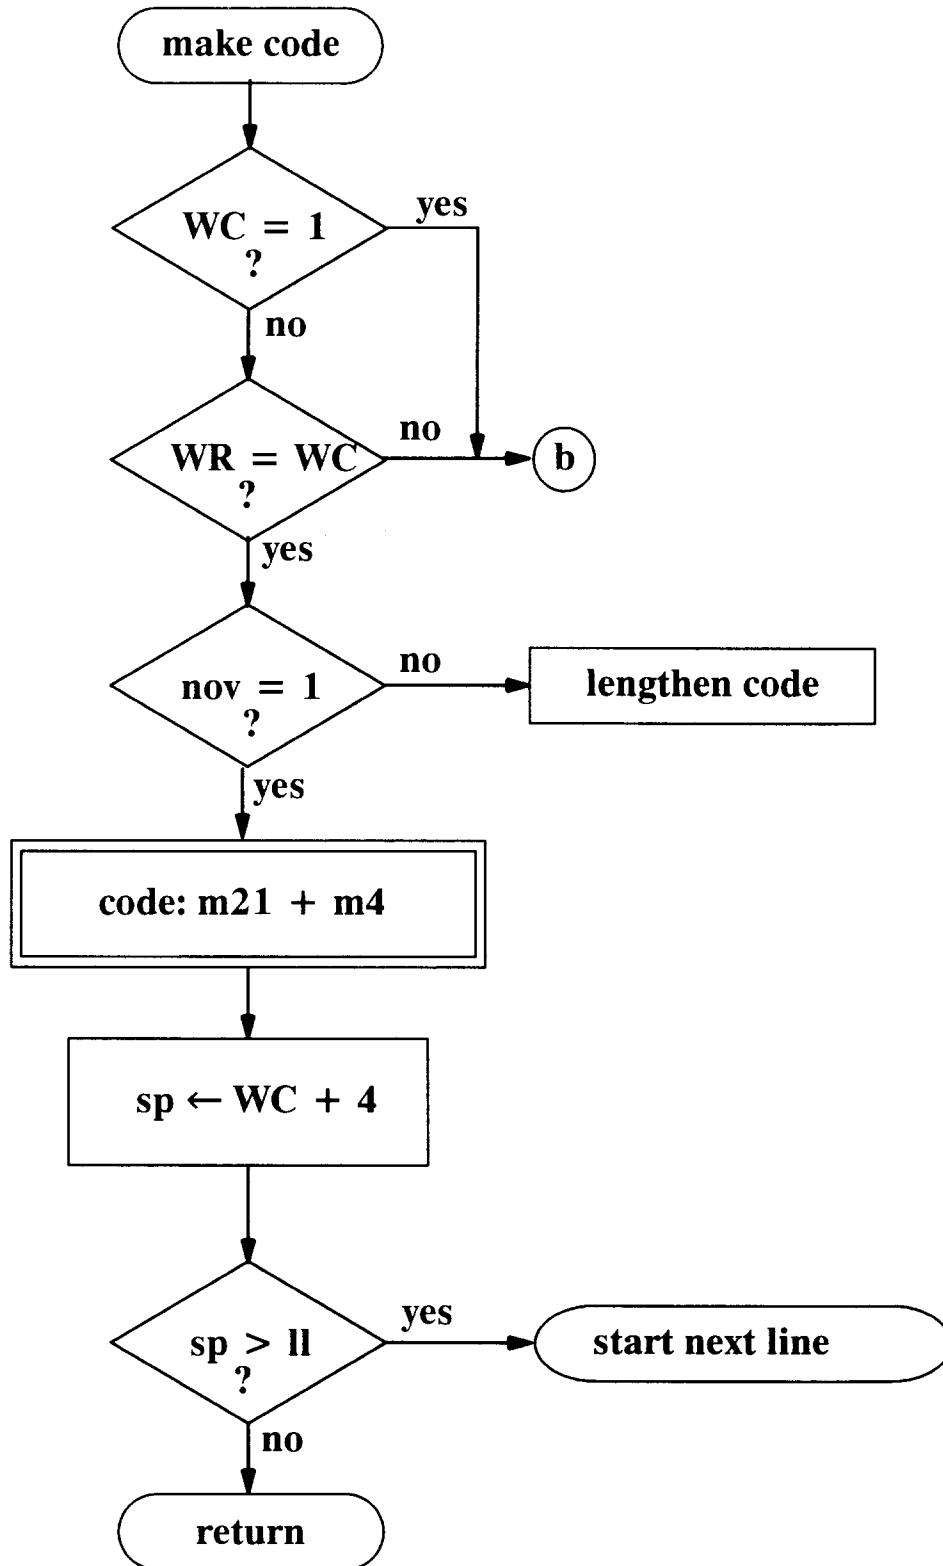 make code
WC = 1
?
yes
no
WR = WC
?
no
b
yes
nov = 1
?
no
lengthen code
yes
code: m21 + m4
sp ← WC + 4
sp > ll
?
yes
start next line
no
return